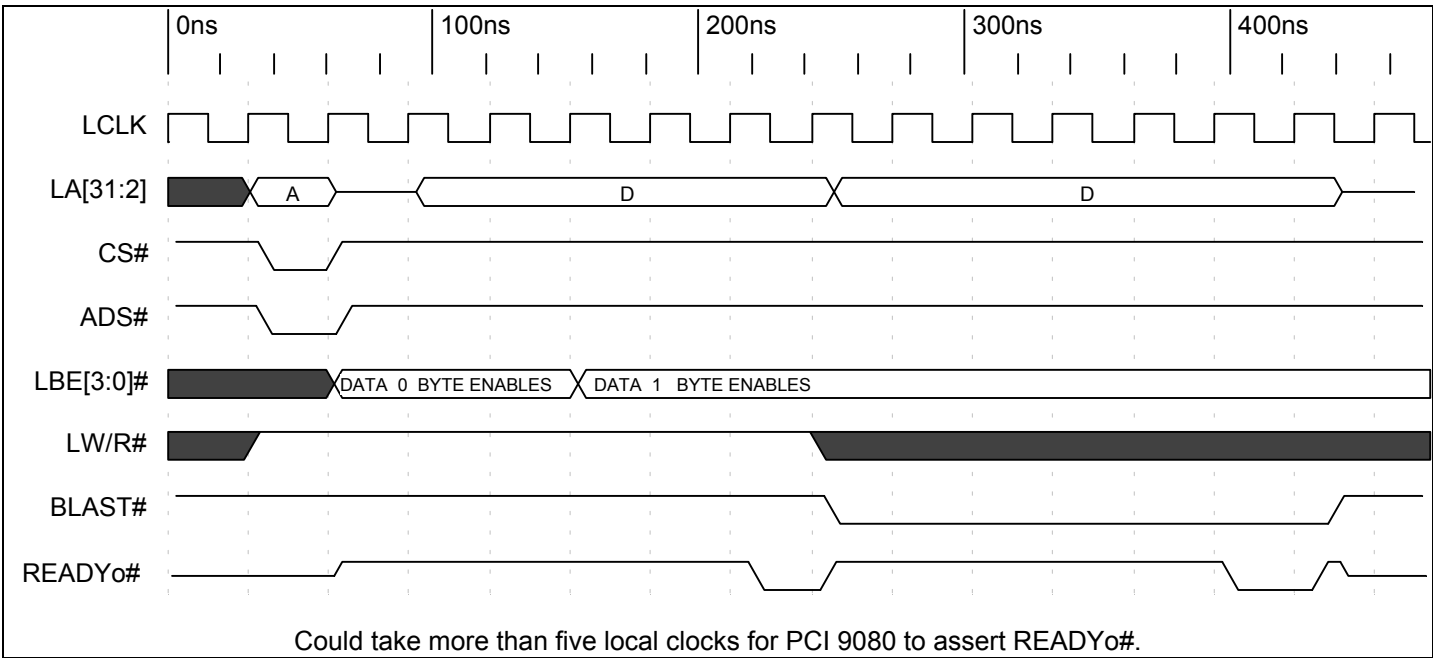 0ns 100ns 200ns 300ns 400ns
LCLK
LA[31:2] A D D
CS#
ADS#
LBE[3:0]# DATA 0 BYTE ENABLES DATA 1 BYTE ENABLES
LW/R#
BLAST#
READYo#
Could take more than five local clocks for PCI 9080 to assert READYo#.